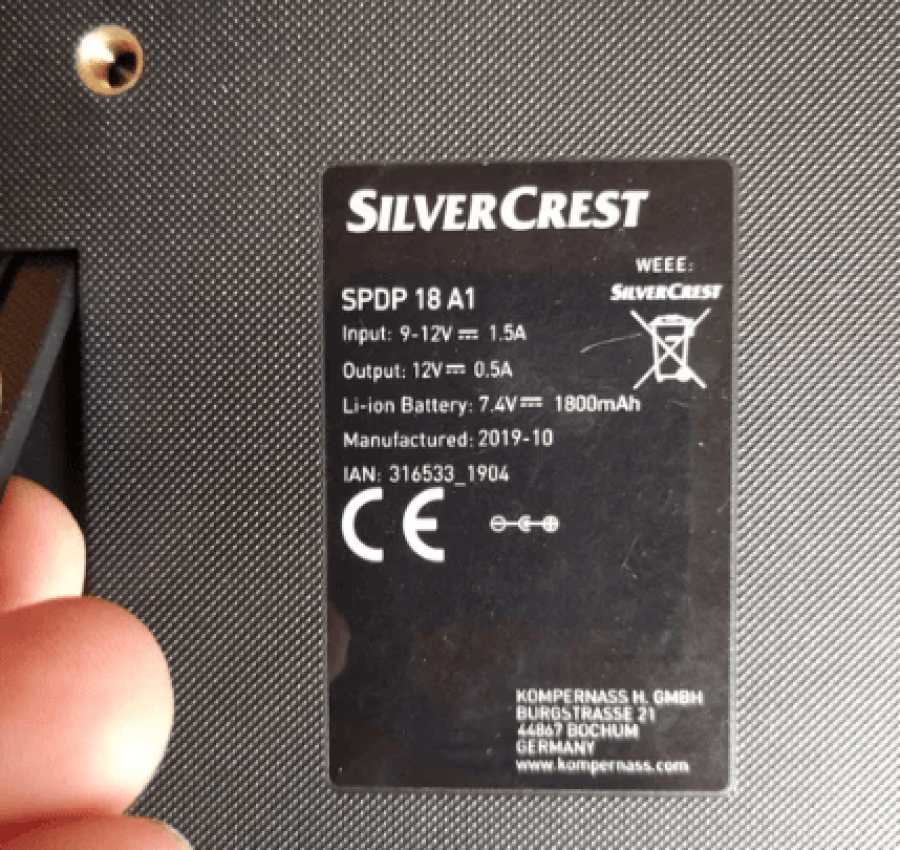 SILVERCREST
WEEE:
SILVERCREST
SPDP 18 A1
Input: 9-12V ⎓ 1.5A
Output: 12V ⎓ 0.5A
Li-ion Battery: 7.4V ⎓ 1800mAh
Manufactured: 2019-10
IAN: 316533_1904
CE
KOMPERNASS H. GMBH
BURGSTRASSE 21
44867 BOCHUM
GERMANY
www.kompernass.com